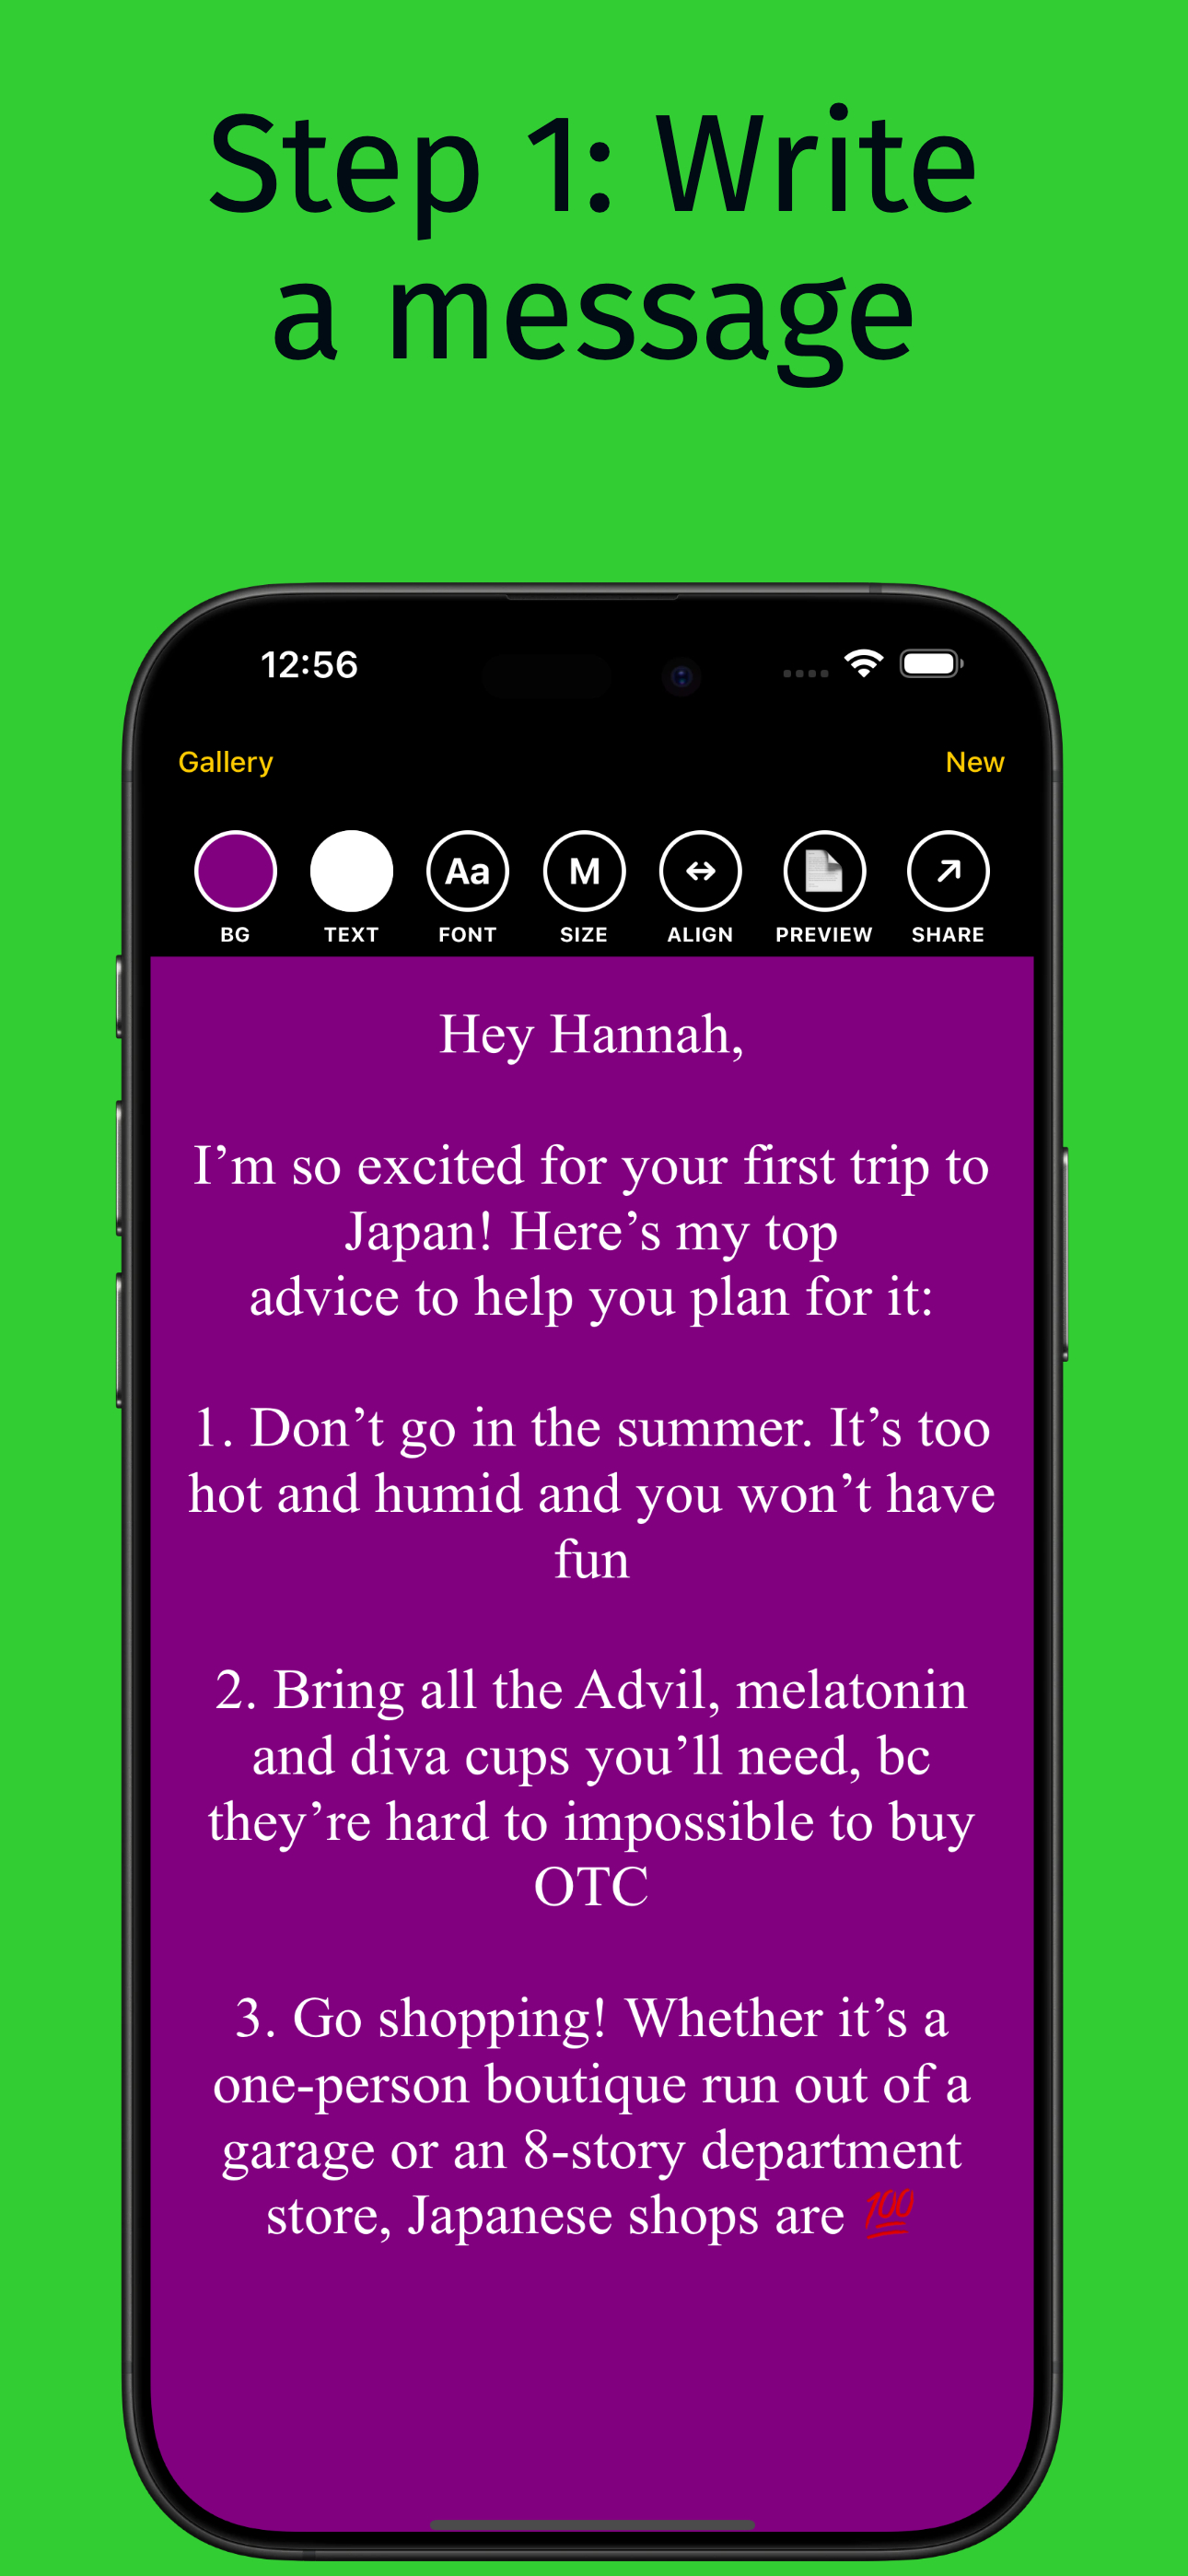 Step 1: Write
a message
12:56
Gallery
New
Aa
M
BG
TEXT
FONT
SIZE
ALIGN
PREVIEW
SHARE
Hey Hannah,
I’m so excited for your first trip to
Japan! Here’s my top
advice to help you plan for it:
1. Don’t go in the summer. It’s too
hot and humid and you won’t have
fun
2. Bring all the Advil, melatonin
and diva cups you’ll need, bc
they’re hard to impossible to buy
OTC
3. Go shopping! Whether it’s a
one-person boutique run out of a
garage or an 8-story department
store, Japanese shops are 💯